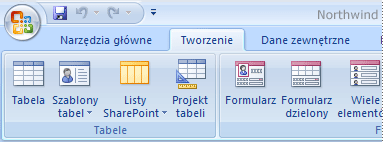 Northwind
Narzędzia główne Tworzenie Dane zewnętrzne
Tabela Szablony Listy Projekt Formularz Formularz Wiele
tabel SharePoint tabeli dzielony elementó
Tabele F